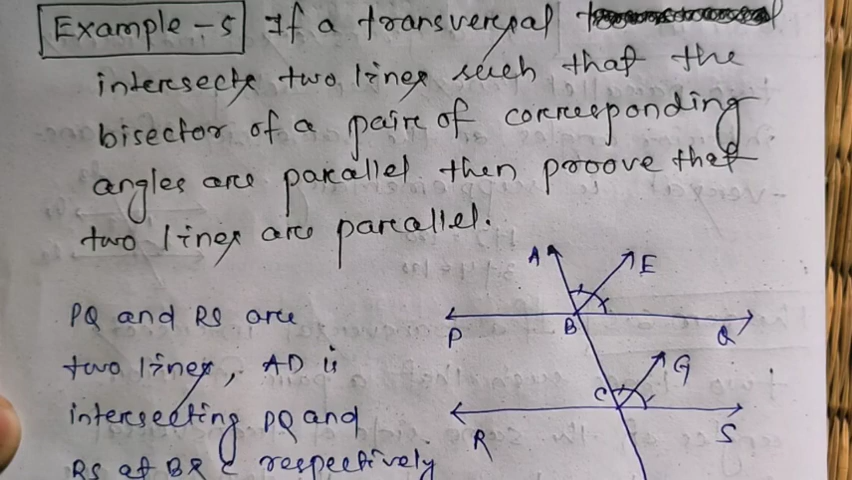 Example-5 If a transversal
intersects two lines such that the
bisector of a pair of corresponding
angles are parallel then proove that
two lines are parallel.
A E
P B Q
C G
R S
PQ and RS are
two lines, AD is
intersecting PQ and
RS at B & C respectively